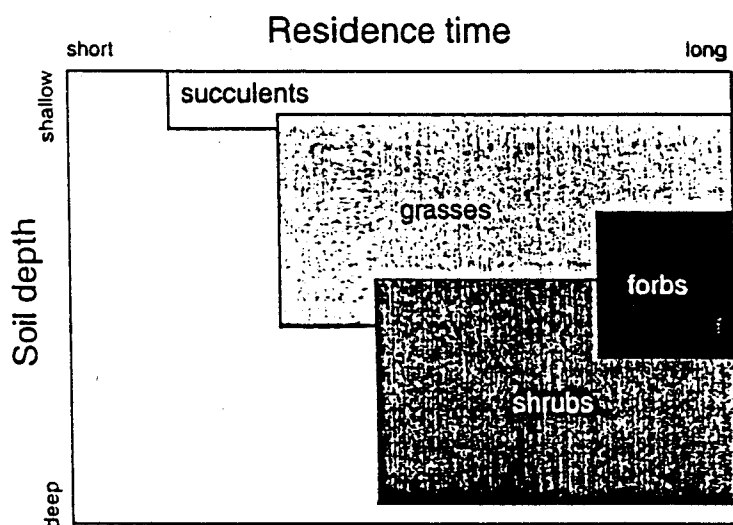 Residence time
short
long
shallow
succulents
grasses
Soil depth
forbs
shrubs
deep